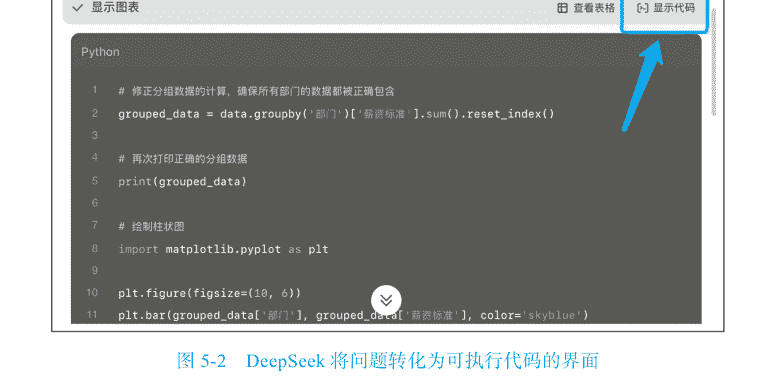 显示图表 查看表格 显示代码
Python
1 # 修正分组数据的计算，确保所有部门的数据都被正确包含
2 grouped_data = data.groupby('部门')['薪资标准'].sum().reset_index()
3
4 # 再次打印正确的分组数据
5 print(grouped_data)
6
7 # 绘制柱状图
8 import matplotlib.pyplot as plt
9
10 plt.figure(figsize=(10, 6))
11 plt.bar(grouped_data['部门'], grouped_data['薪资标准'], color='skyblue')
图 5-2 DeepSeek 将问题转化为可执行代码的界面